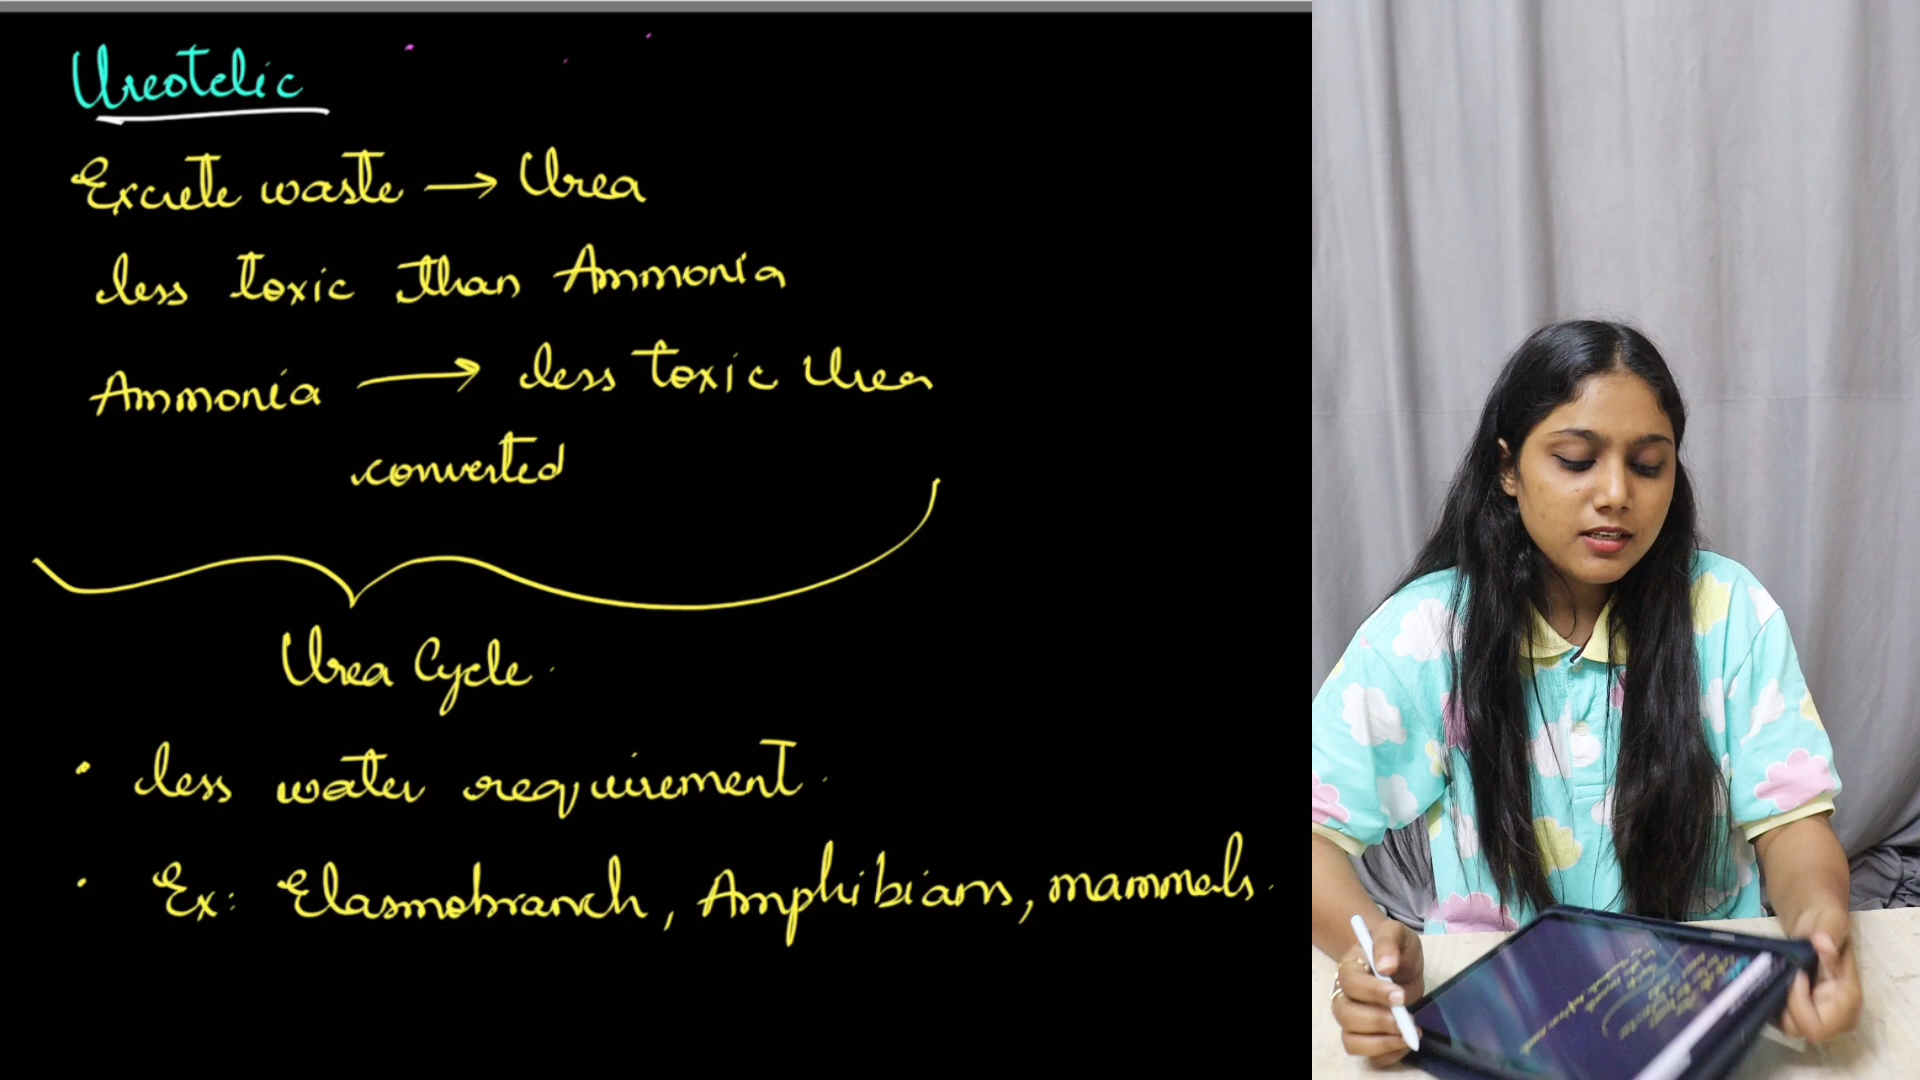 Ureotelic
Excrete waste → Urea
less toxic than Ammonia
Ammonia → less toxic Urea
converted
Urea Cycle.
• less water requirement.
• Ex: Elasmobranch, Amphibians, mammals.